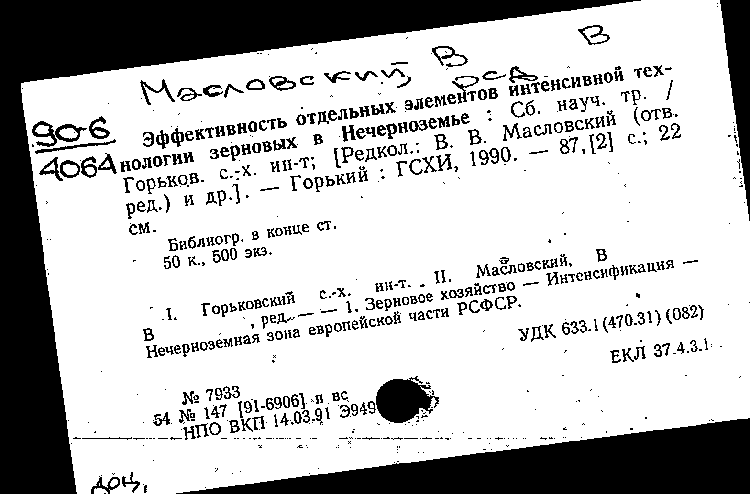 Масловский В В
ред.
90-6
4064
Эффективность отдельных элементов интенсивной тех-
нологии зерновых в Нечерноземье : Сб. науч. тр. /
Горьков. с.-х. ин-т; [Редкол.: В. В. Масловский (отв.
ред.) и др.]. — Горький : ГСХИ, 1990. — 87,[2] с.; 22
см.
Библиогр. в конце ст.
50 к., 500 экз.
I. Горьковский с.-х. ин-т. II. Масловский, В
В , ред. — — 1. Зерновое хозяйство — Интенсификация —
Нечерноземная зона европейской части РСФСР.
УДК 633.1(470.31)(082)
ЕКЛ 37.4.3.1
№ 7933
54 № 147 [91-6906] п вс
НПО ВКП 14.03.91 Э949
доц.